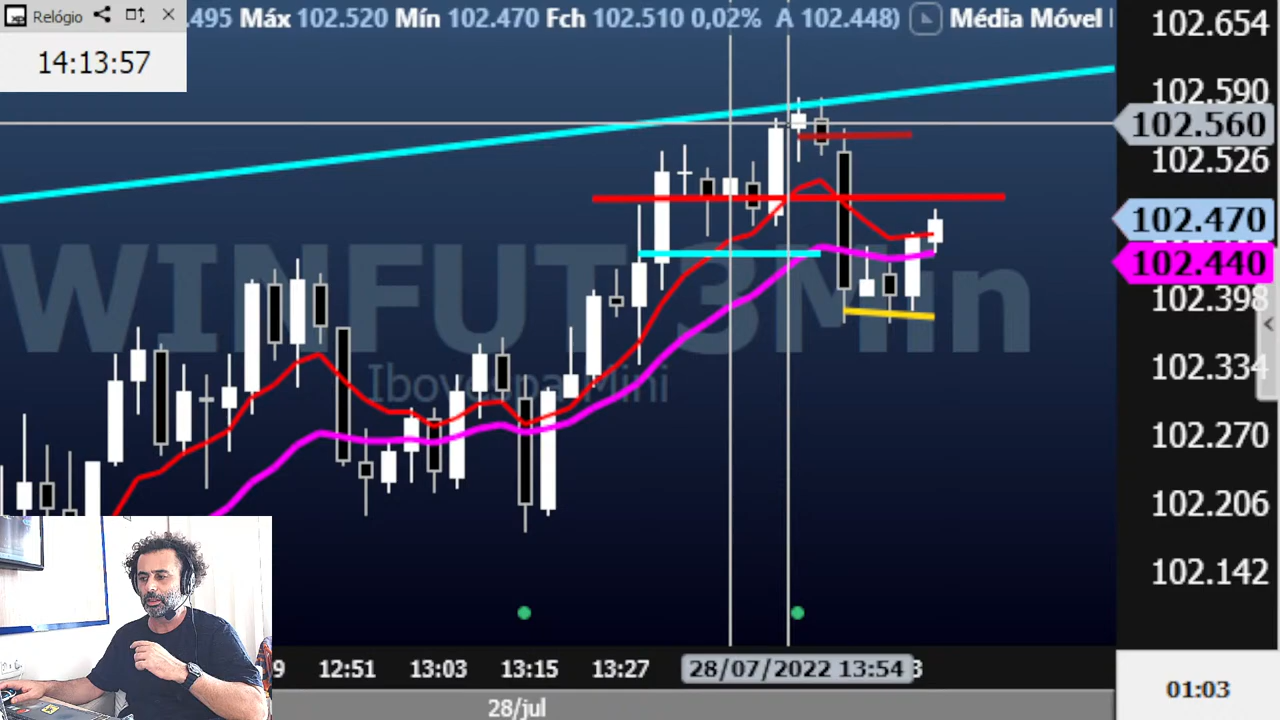 Relógio
14:13:57
.495 Máx 102.520 Mín 102.470 Fch 102.510 0,02% A 102.448) Média Móvel
102.654
102.590
102.560
102.526
102.470
102.440
102.398
102.334
102.270
102.206
102.142
WINFUT 3Min
Ibovespa Mini
9 12:51 13:03 13:15 13:27 28/07/2022 13:54 3
28/jul
01:03